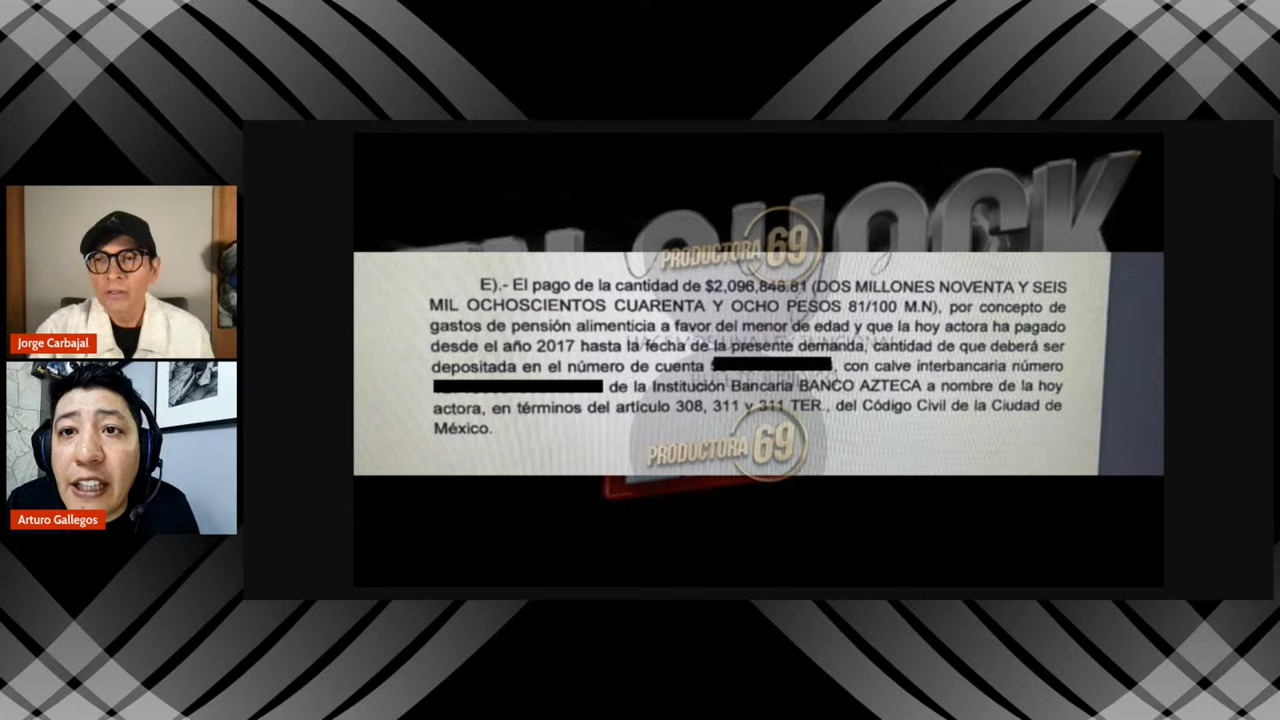 EN SHOCK
PRODUCTORA 69
E).- El pago de la cantidad de $2,096,848.81 (DOS MILLONES NOVENTA Y SEIS
MIL OCHOSCIENTOS CUARENTA Y OCHO PESOS 81/100 M.N), por concepto de
gastos de pensión alimenticia a favor del menor de edad y que la hoy actora ha pagado
desde el año 2017 hasta la fecha de la presente demanda, cantidad de que deberá ser
depositada en el número de cuenta , con calve interbancaria número
de la Institución Bancaria BANCO AZTECA a nombre de la hoy
actora, en términos del artículo 308, 311 y 311 TER., del Código Civil de la Ciudad de
México.
PRODUCTORA 69
Jorge Carbajal
Arturo Gallegos